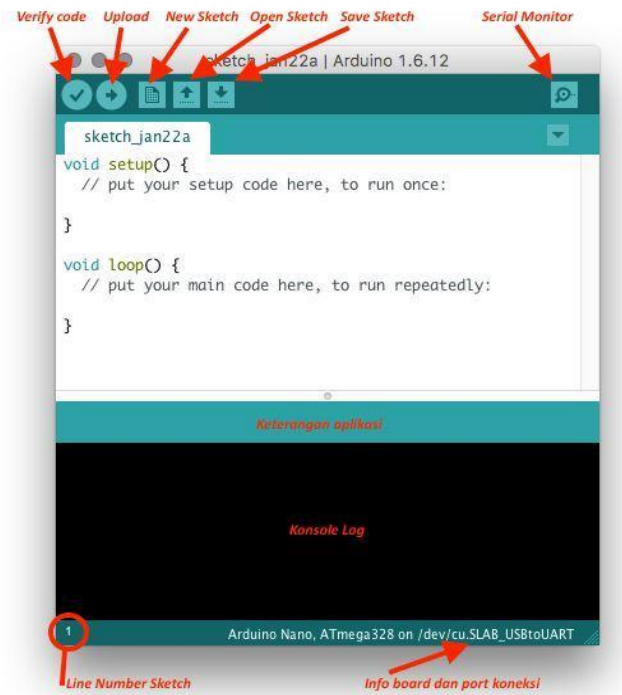 Verify code Upload New Sketch Open Sketch Save Sketch Serial Monitor
sketch_jan22a | Arduino 1.6.12
sketch_jan22a
void setup() {
// put your setup code here, to run once:
}
void loop() {
// put your main code here, to run repeatedly:
}
Keterangan aplikasi
Konsole Log
1
Arduino Nano, ATmega328 on /dev/cu.SLAB_USBtoUART
Line Number Sketch
Info board dan port koneksi